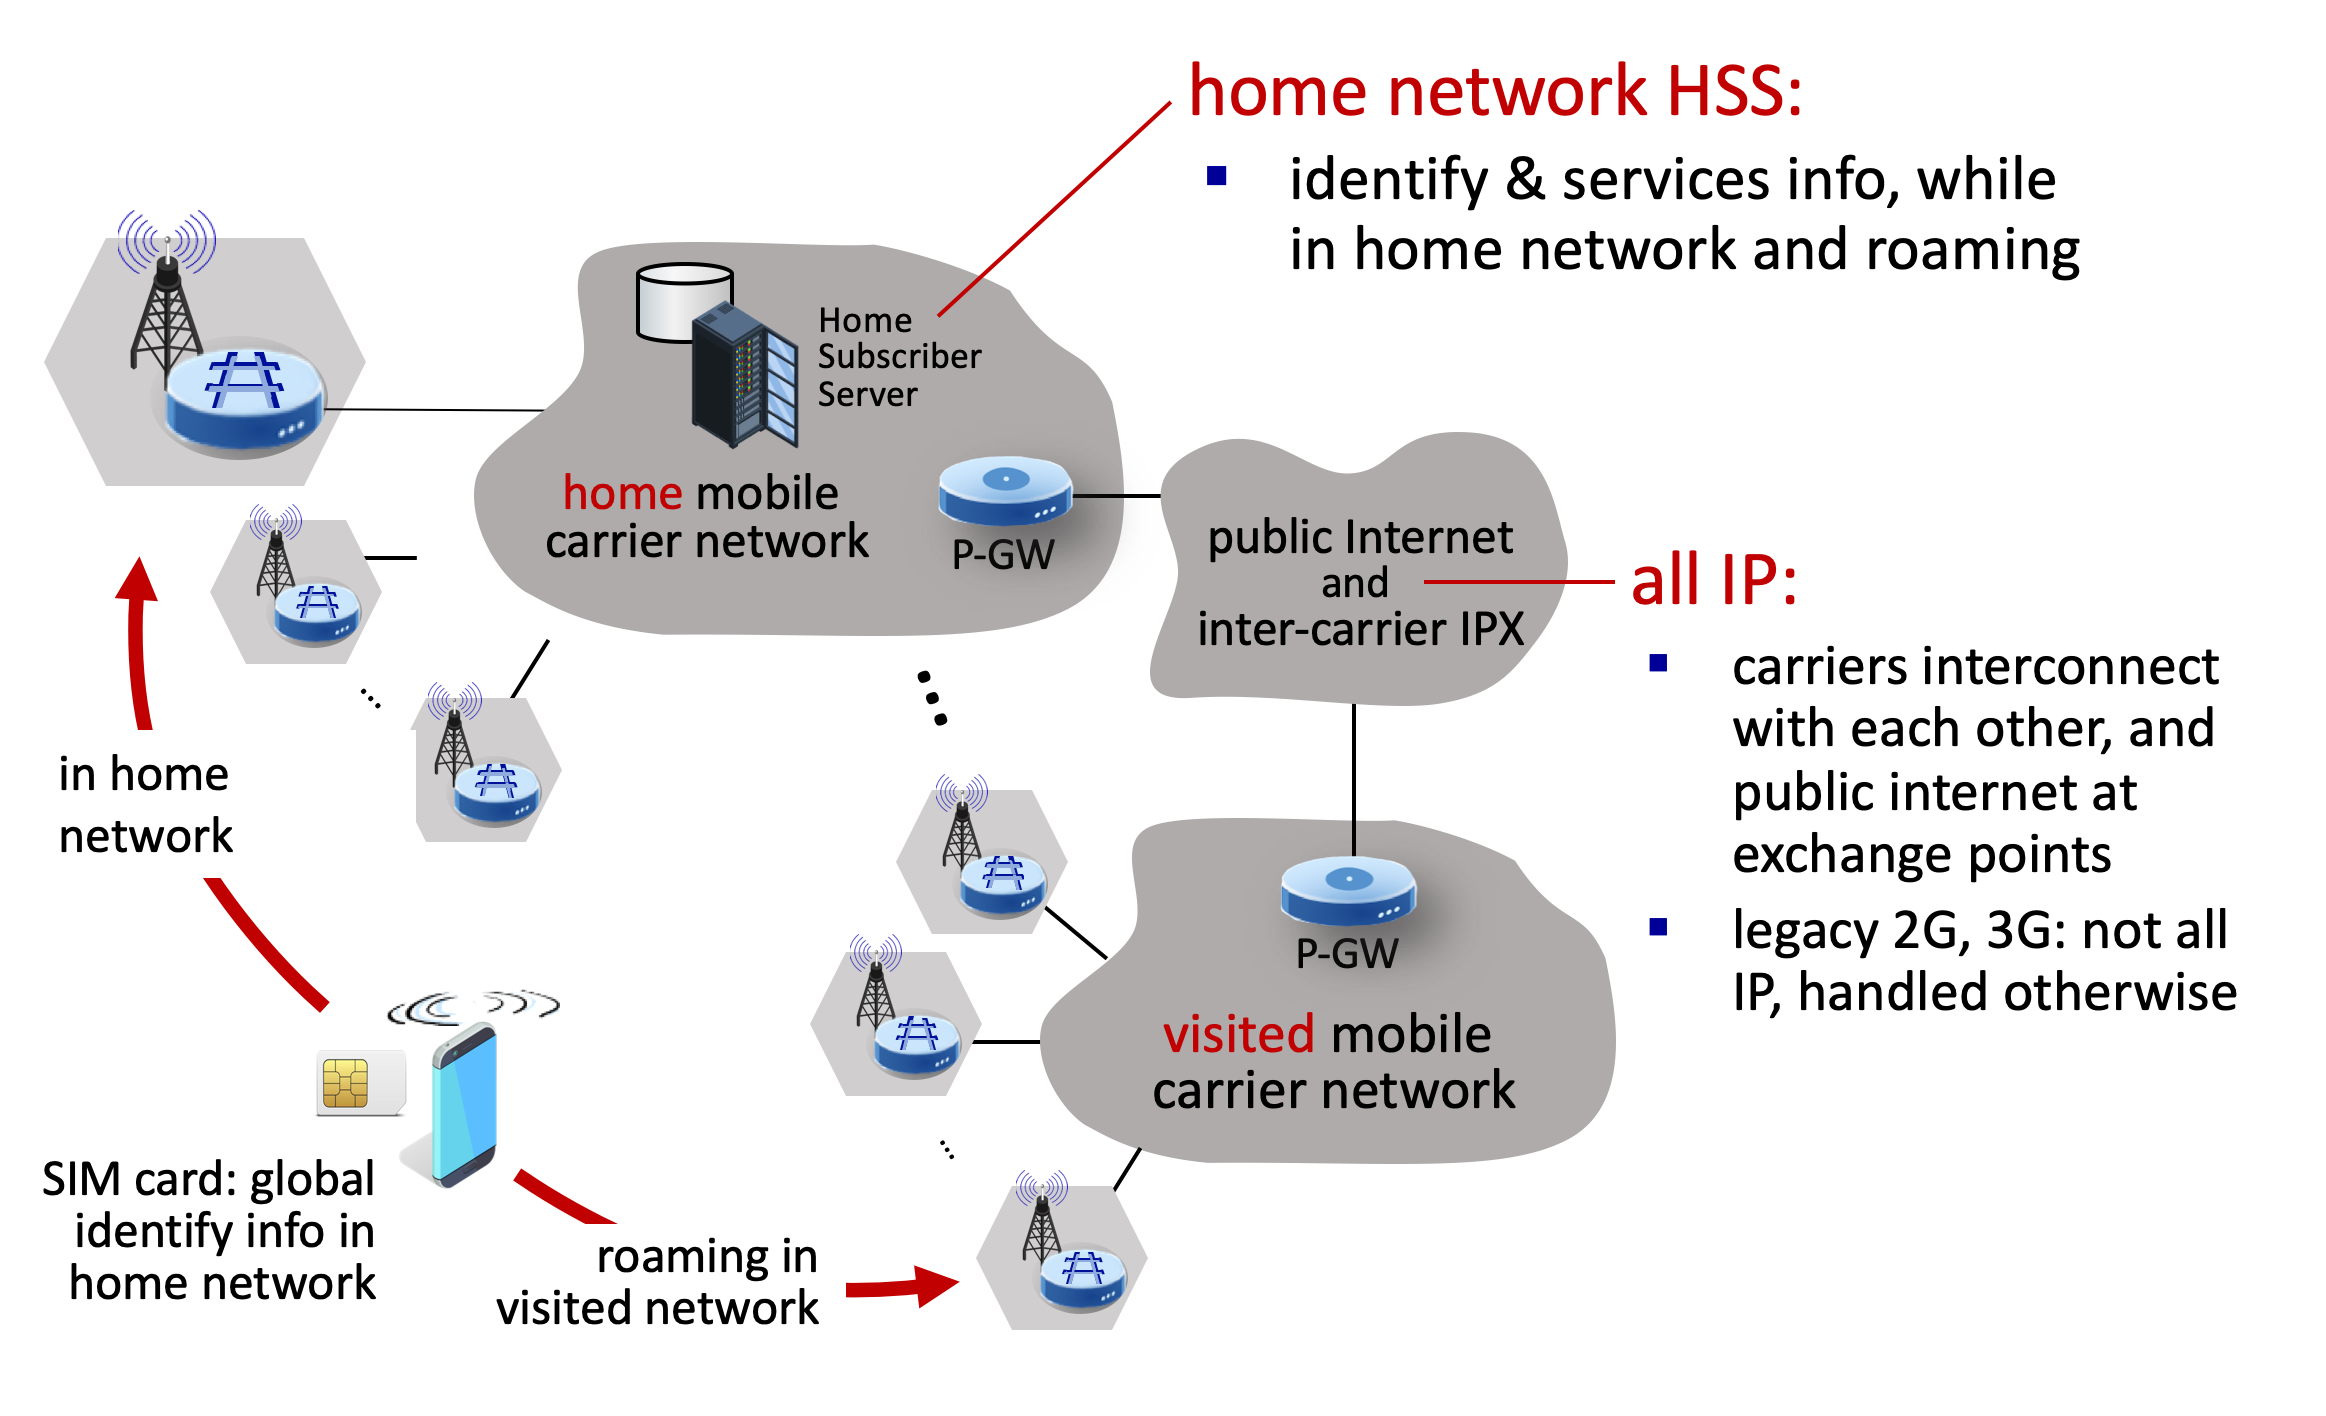 home network HSS:
▪ identify & services info, while
in home network and roaming
Home
Subscriber
Server
home mobile
carrier network
P-GW
public Internet
and
inter-carrier IPX
all IP:
▪ carriers interconnect
with each other, and
public internet at
exchange points
▪ legacy 2G, 3G: not all
IP, handled otherwise
in home
network
P-GW
visited mobile
carrier network
SIM card: global
identify info in
home network
roaming in
visited network